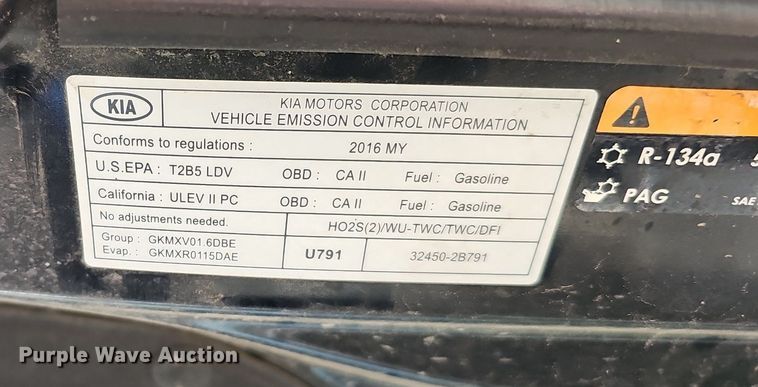 KIA
KIA MOTORS CORPORATION
VEHICLE EMISSION CONTROL INFORMATION
Conforms to regulations : 2016 MY
U.S.EPA : T2B5 LDV OBD : CA II Fuel : Gasoline
California : ULEV II PC OBD : CA II Fuel : Gasoline
No adjustments needed.
HO2S(2)/WU-TWC/TWC/DFI
Group : GKMXV01.6DBE
Evap. : GKMXR0115DAE
U791 32450-2B791
R-134a
PAG SAE
Purple Wave Auction